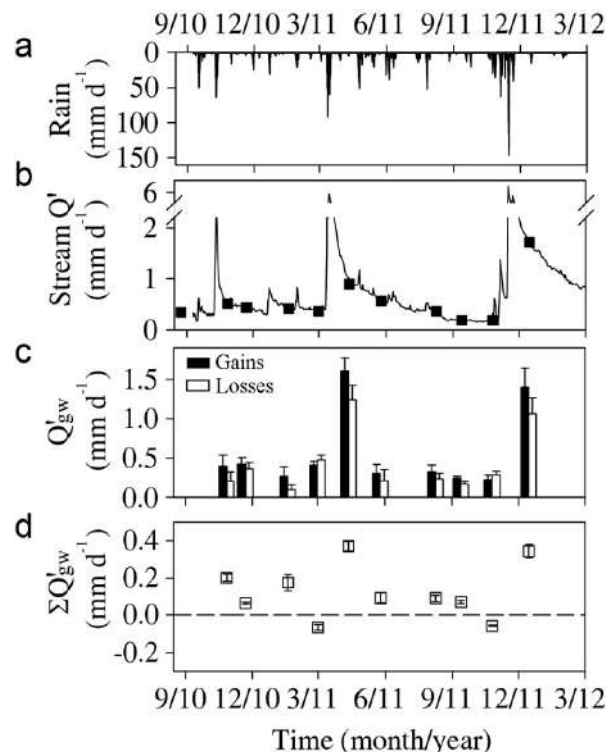 9/10 12/10 3/11 6/11 9/11 12/11 3/12
a
0
50
100
150
Rain
(mm d⁻¹)
b
6
2
1
0
Stream Q'
(mm d⁻¹)
c
Gains
Losses
1.5
1.0
0.5
0.0
Q'gw
(mm d⁻¹)
d
0.4
0.2
0.0
-0.2
ΣQ'gw
(mm d⁻¹)
9/10 12/10 3/11 6/11 9/11 12/11 3/12
Time (month/year)